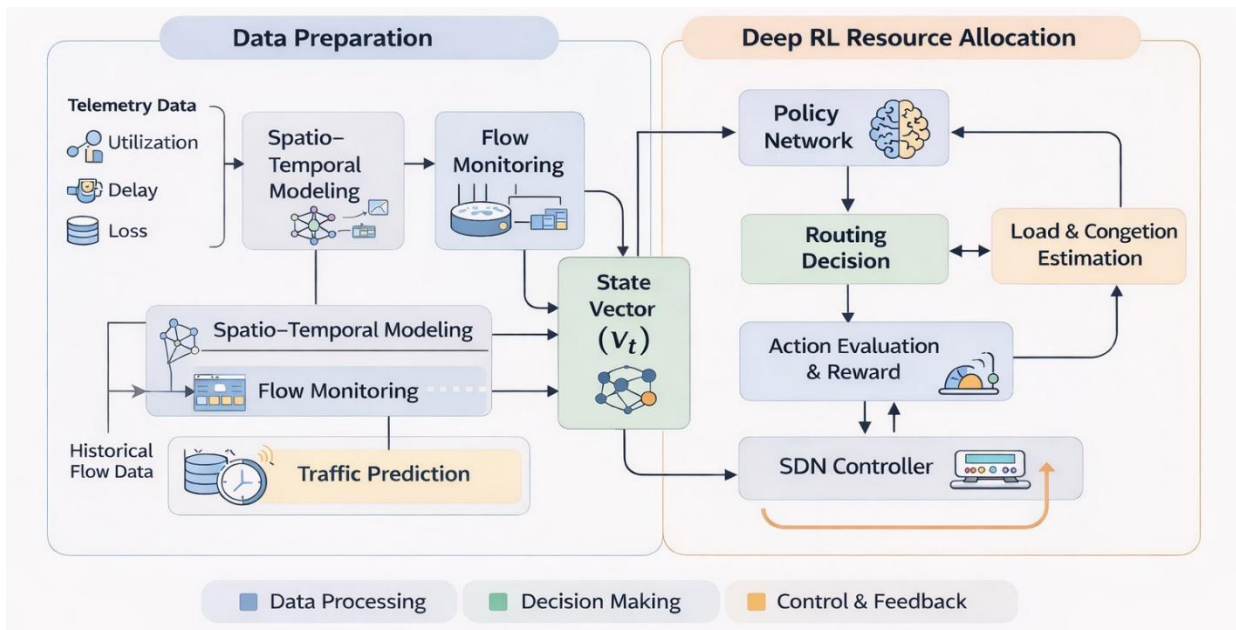 Data Preparation
Deep RL Resource Allocation
Telemetry Data
Utilization
Delay
Loss
Spatio–
Temporal
Modeling
Flow
Monitoring
State
Vector
(V_t)
Spatio–Temporal Modeling
Flow Monitoring
Historical
Flow Data
Traffic Prediction
Policy
Network
Routing
Decision
Load & Congetion
Estimation
Action Evaluation
& Reward
SDN Controller
Data Processing
Decision Making
Control & Feedback